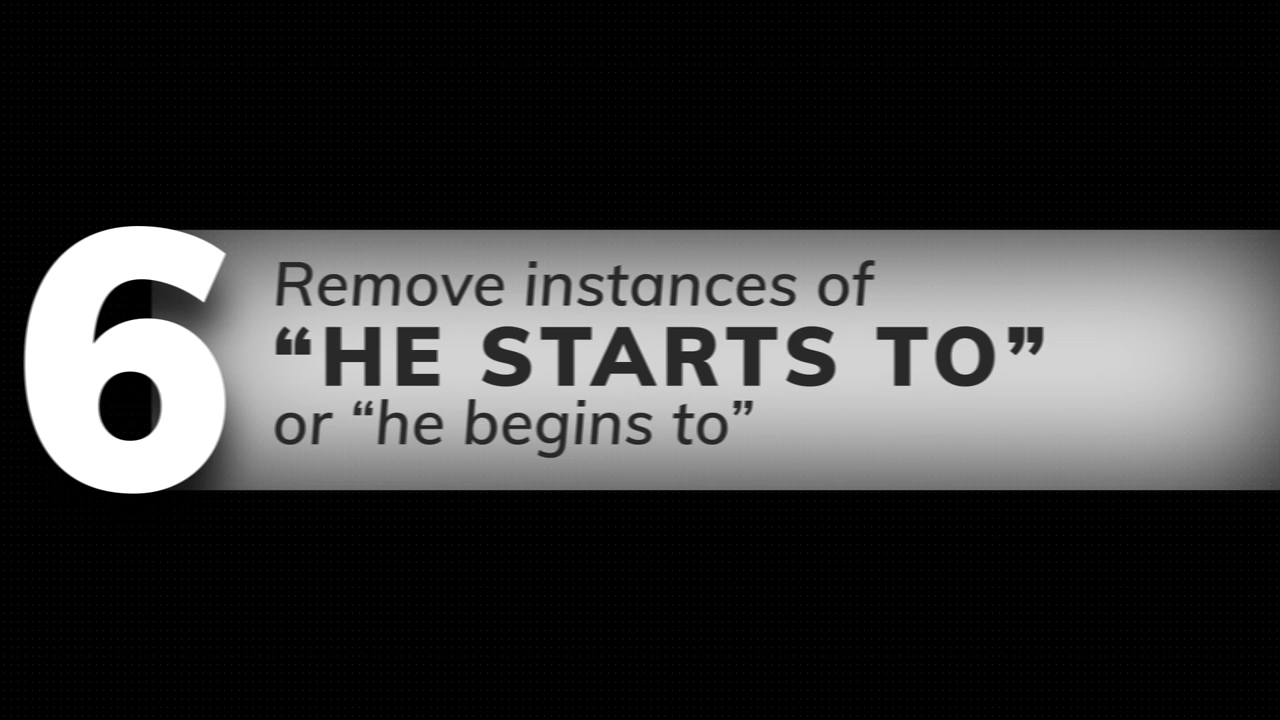 6
Remove instances of
“HE STARTS TO”
or “he begins to”